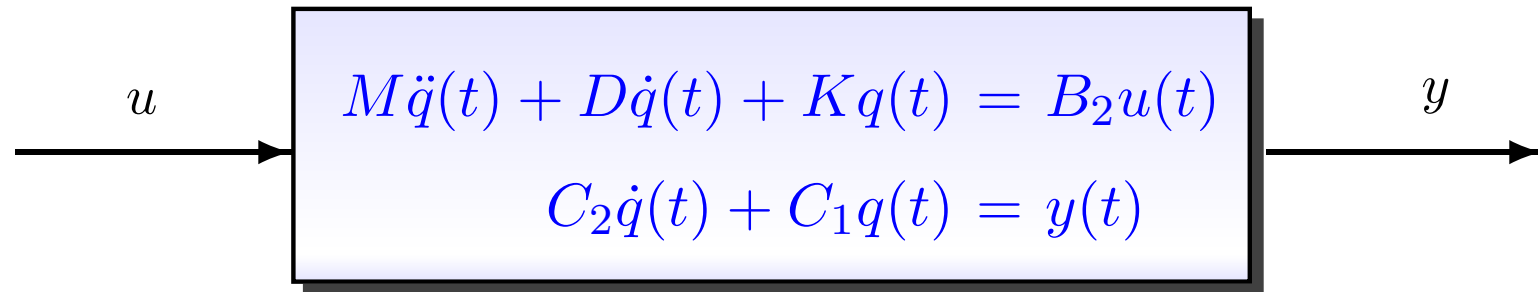 u
Mq̈(t) + Dq̇(t) + Kq(t) = B₂u(t)
C₂q̇(t) + C₁q(t) = y(t)
y